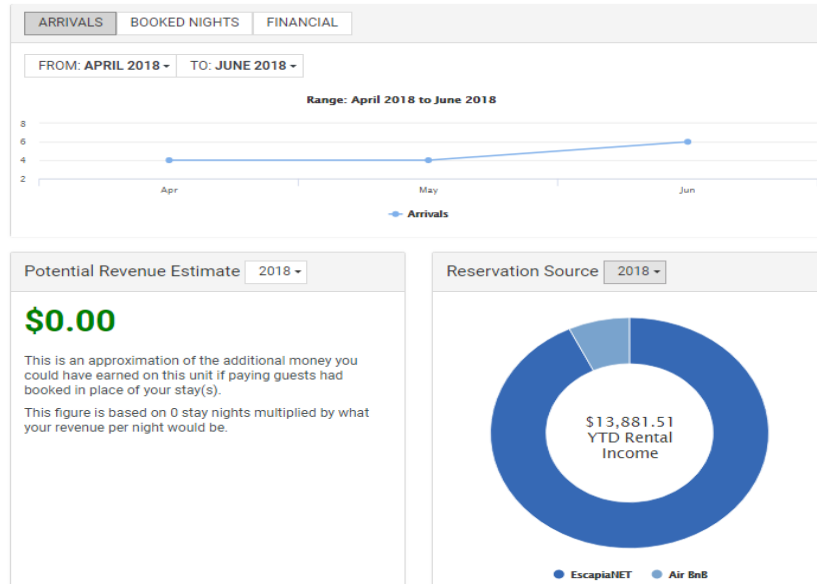 ARRIVALS BOOKED NIGHTS FINANCIAL
FROM: APRIL 2018 TO: JUNE 2018
Range: April 2018 to June 2018
8
6
4
2
Apr May Jun
Arrivals
Potential Revenue Estimate 2018
$0.00
This is an approximation of the additional money you
could have earned on this unit if paying guests had
booked in place of your stay(s).
This figure is based on 0 stay nights multiplied by what
your revenue per night would be.
Reservation Source 2018
$13,881.51
YTD Rental
Income
EscapiaNET Air BnB